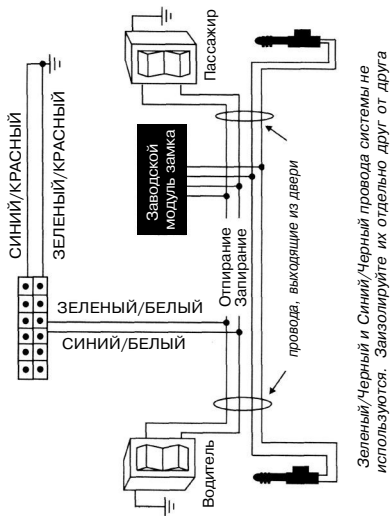 СИНИЙ/КРАСНЫЙ
ЗЕЛЕНЫЙ/КРАСНЫЙ
ЗЕЛЕНЫЙ/БЕЛЫЙ
СИНИЙ/БЕЛЫЙ
Заводской
модуль замка
Отпирание
Запирание
Водитель
Пассажир
провода, выходящие из двери
Зеленый/Черный и Синий/Черный провода системы не
используются. Заизолируйте их отдельно друг от друга